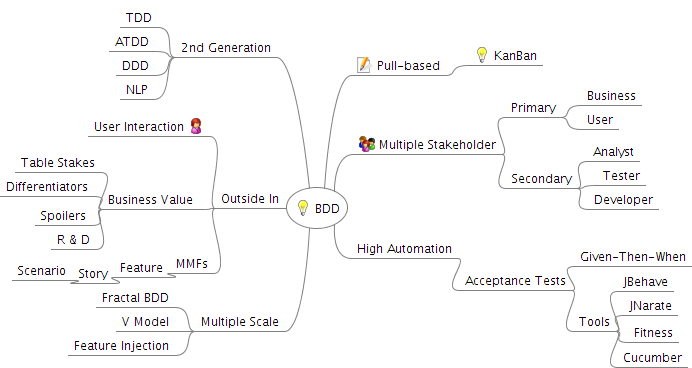 BDD
2nd Generation
TDD
ATDD
DDD
NLP
Outside In
User Interaction
Business Value
Table Stakes
Differentiators
Spoilers
R & D
MMFs
Feature
Story
Scenario
Multiple Scale
Fractal BDD
V Model
Feature Injection
Pull-based
KanBan
Multiple Stakeholder
Primary
Business
User
Secondary
Analyst
Tester
Developer
High Automation
Acceptance Tests
Given-Then-When
Tools
JBehave
JNarate
Fitness
Cucumber